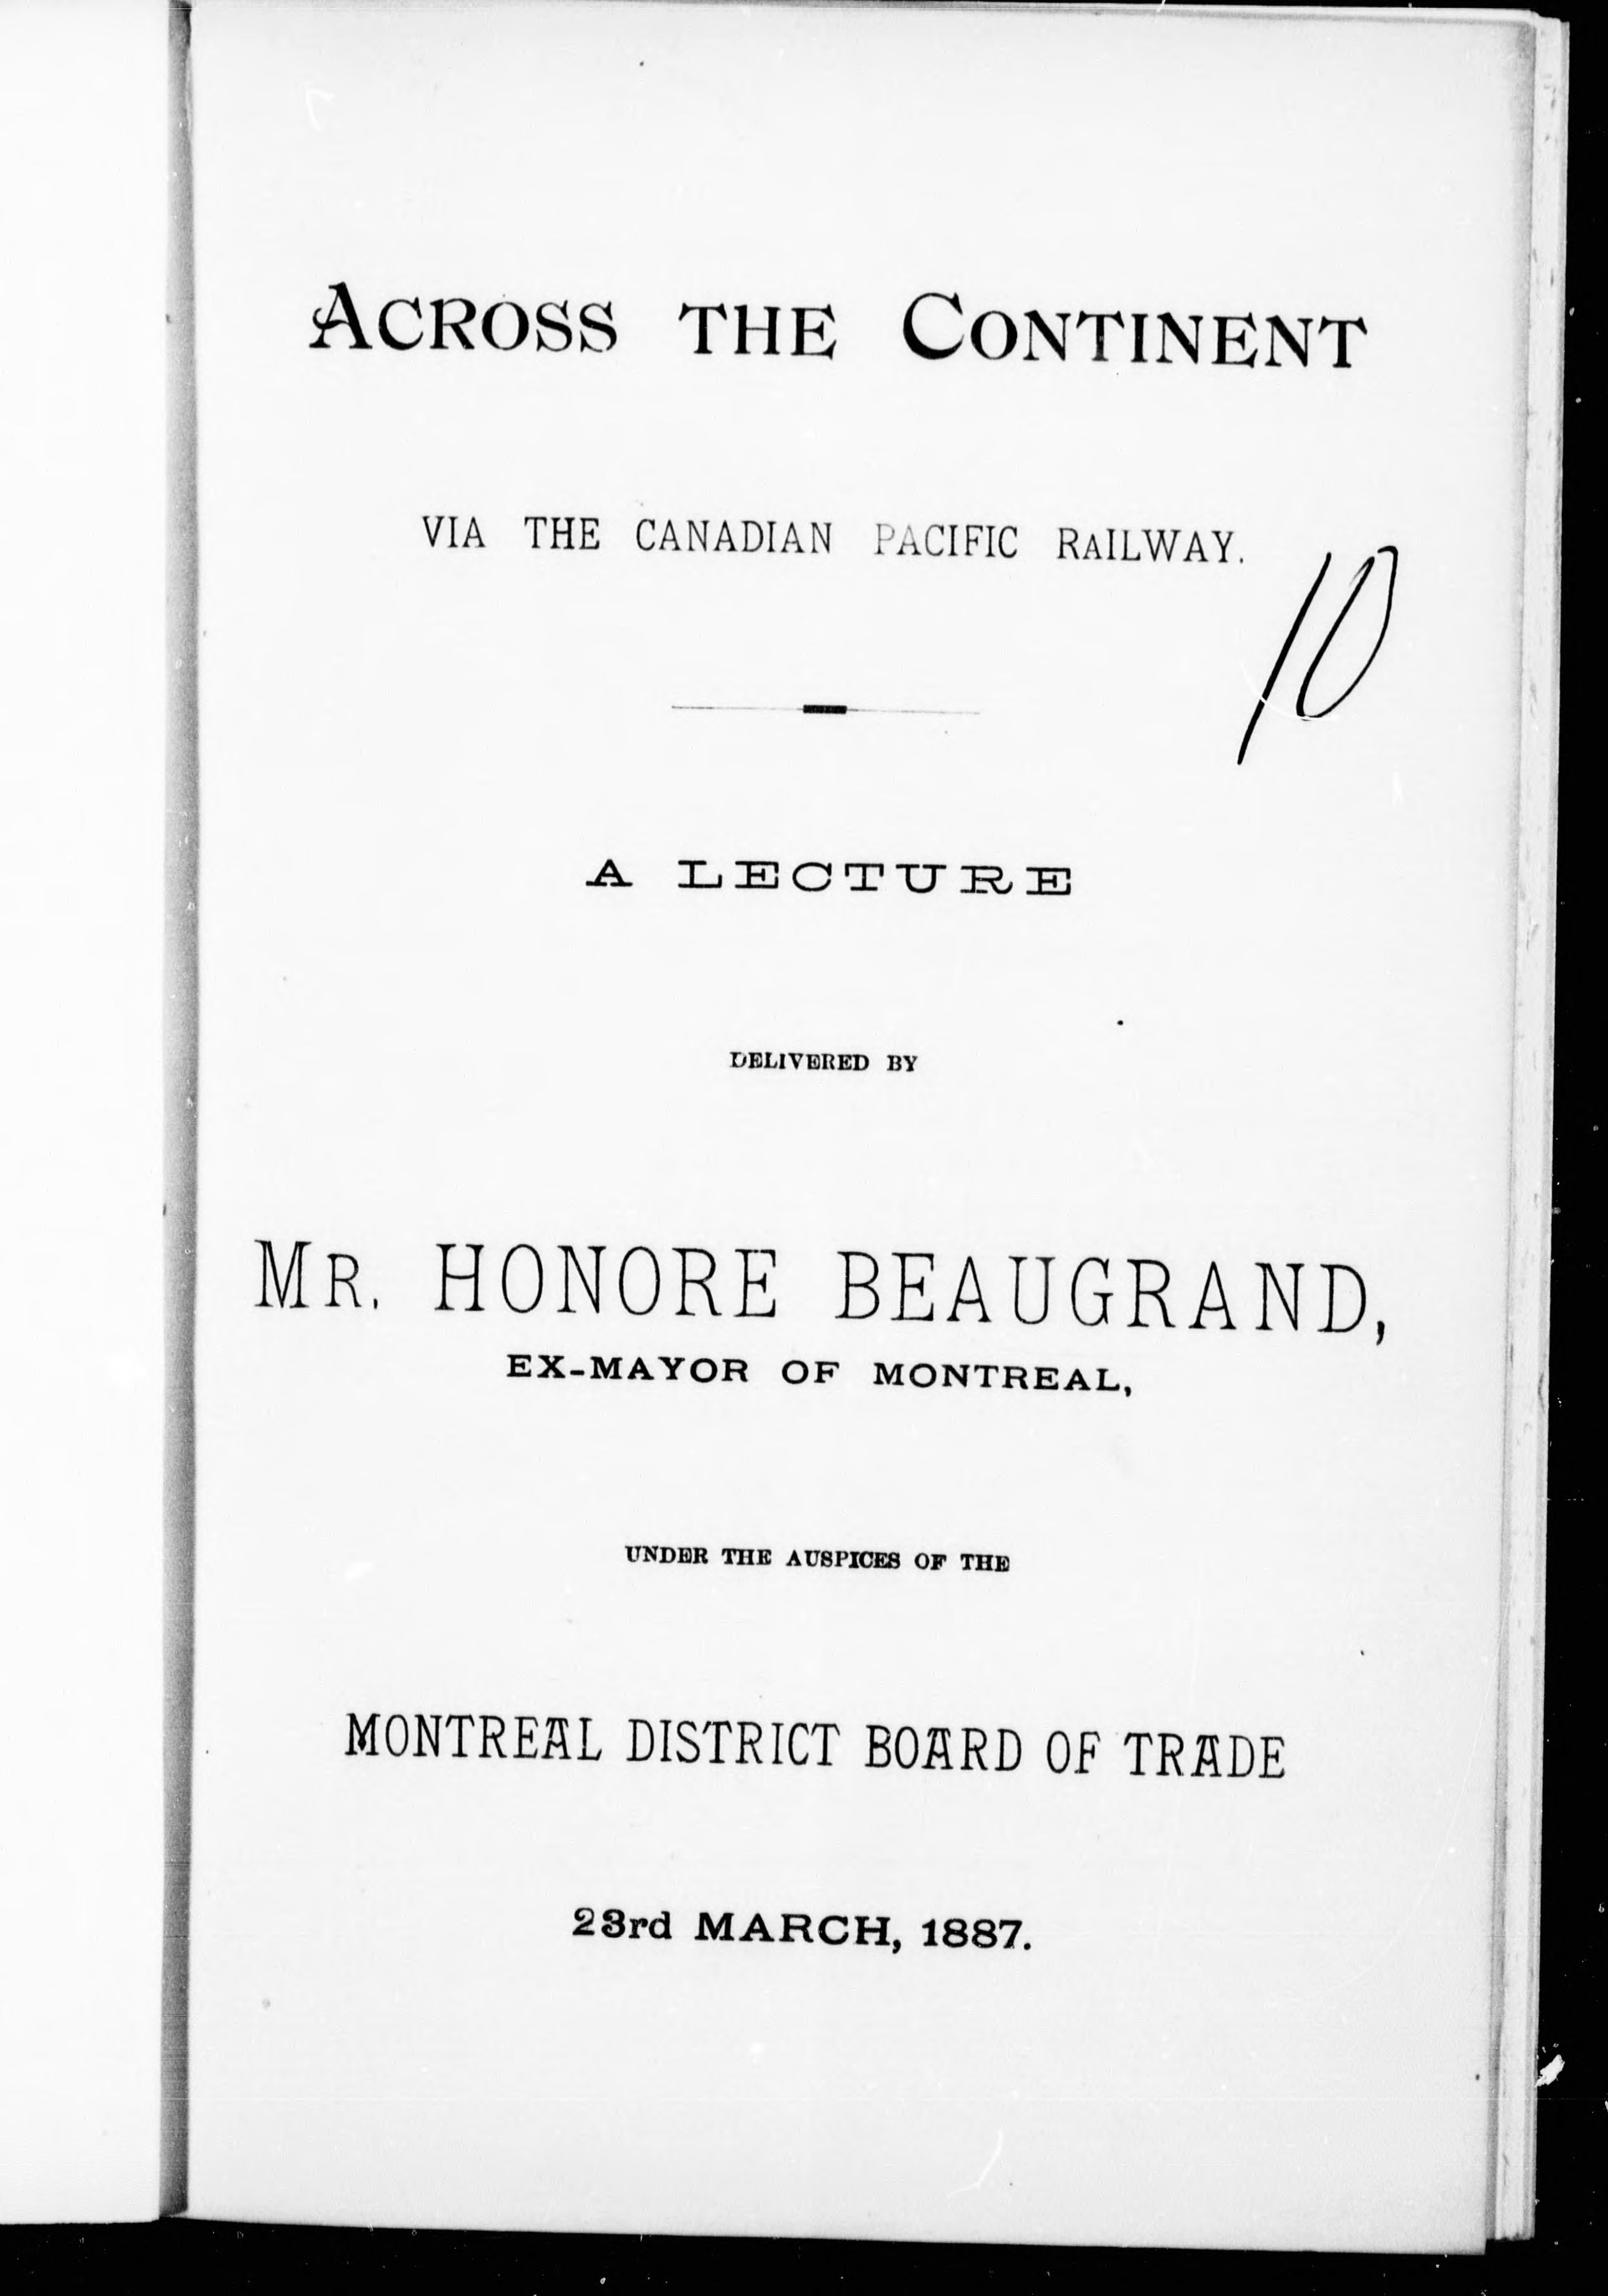 ACROSS THE CONTINENT
VIA THE CANADIAN PACIFIC RAILWAY.
10
A LECTURE
DELIVERED BY
MR. HONORE BEAUGRAND,
EX-MAYOR OF MONTREAL,
UNDER THE AUSPICES OF THE
MONTREAL DISTRICT BOARD OF TRADE
23rd MARCH, 1887.